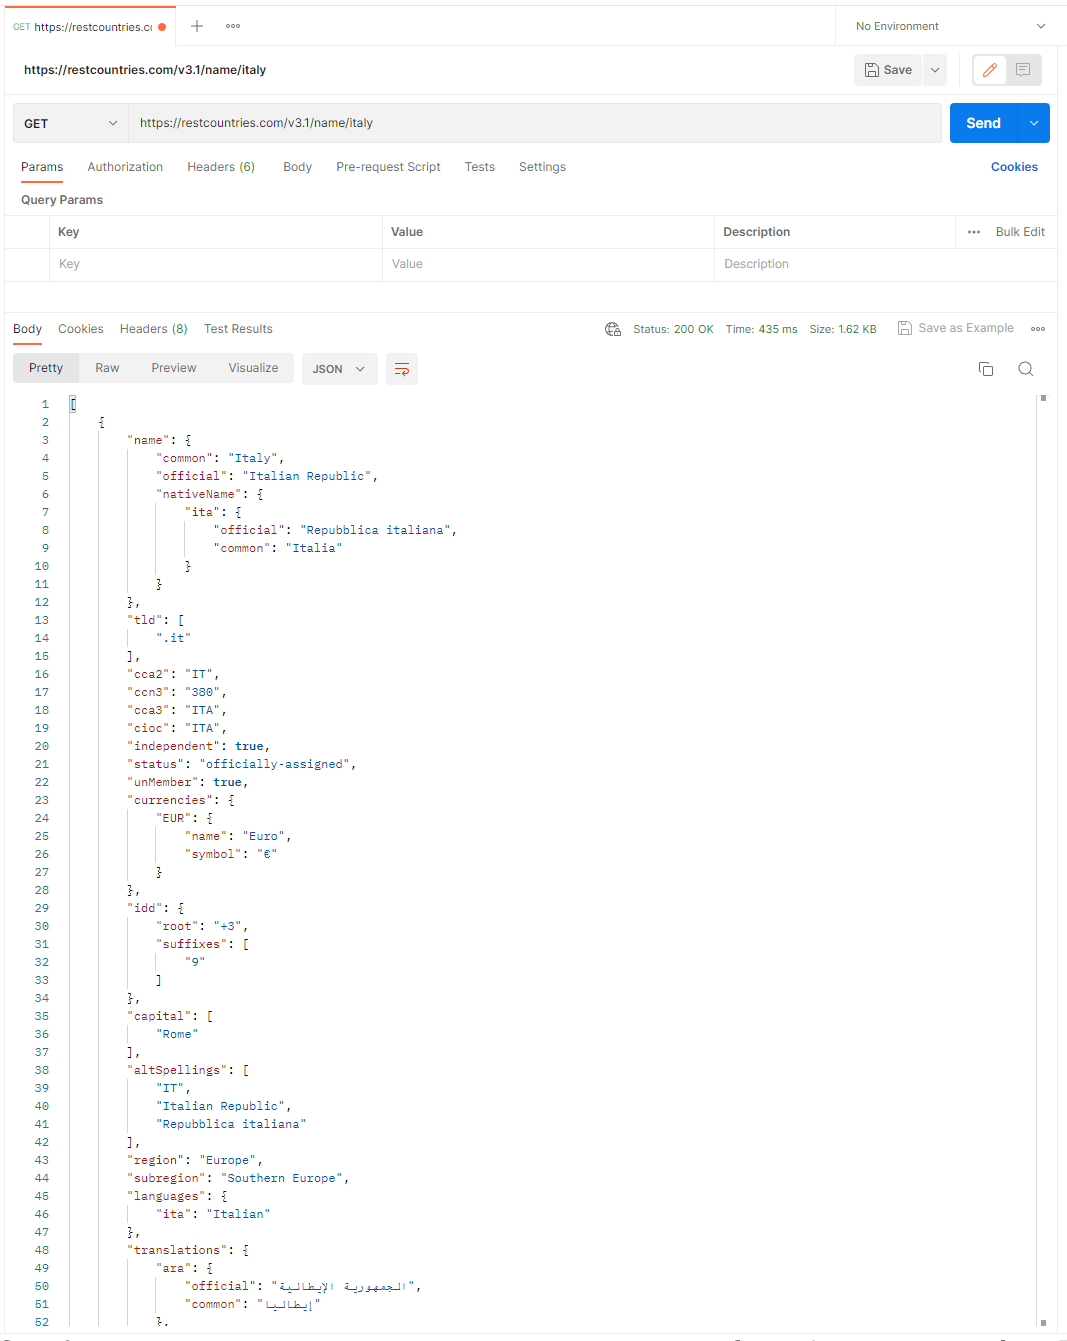 GET https://restcountries.co
No Environment
https://restcountries.com/v3.1/name/italy
Save
GET https://restcountries.com/v3.1/name/italy Send
Params Authorization Headers (6) Body Pre-request Script Tests Settings Cookies
Query Params
Key Value Description ••• Bulk Edit
Key Value Description
Body Cookies Headers (8) Test Results Status: 200 OK Time: 435 ms Size: 1.62 KB Save as Example
Pretty Raw Preview Visualize JSON
1 [
2 {
3 "name": {
4 "common": "Italy",
5 "official": "Italian Republic",
6 "nativeName": {
7 "ita": {
8 "official": "Repubblica italiana",
9 "common": "Italia"
10 }
11 }
12 },
13 "tld": [
14 ".it"
15 ],
16 "cca2": "IT",
17 "ccn3": "380",
18 "cca3": "ITA",
19 "cioc": "ITA",
20 "independent": true,
21 "status": "officially-assigned",
22 "unMember": true,
23 "currencies": {
24 "EUR": {
25 "name": "Euro",
26 "symbol": "€"
27 }
28 },
29 "idd": {
30 "root": "+3",
31 "suffixes": [
32 "9"
33 ]
34 },
35 "capital": [
36 "Rome"
37 ],
38 "altSpellings": [
39 "IT",
40 "Italian Republic",
41 "Repubblica italiana"
42 ],
43 "region": "Europe",
44 "subregion": "Southern Europe",
45 "languages": {
46 "ita": "Italian"
47 },
48 "translations": {
49 "ara": {
50 "official": "الجمهورية الإيطالية",
51 "common": "إيطاليا"
52 },